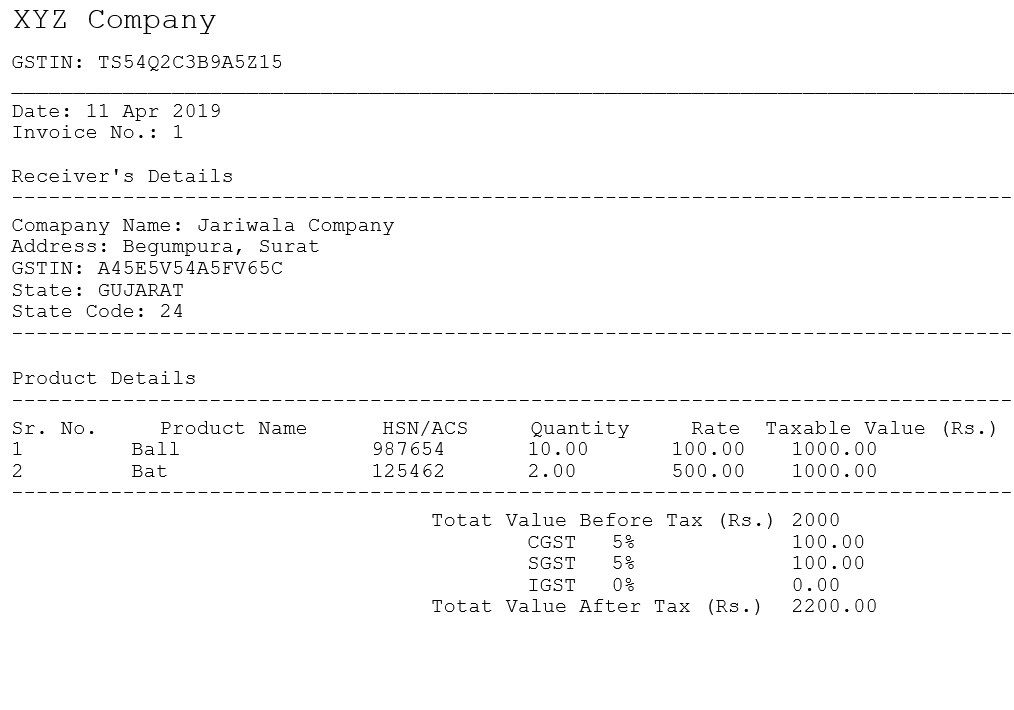 XYZ Company
GSTIN: TS54Q2C3B9A5Z15
Date: 11 Apr 2019
Invoice No.: 1
Receiver's Details
Comapany Name: Jariwala Company
Address: Begumpura, Surat
GSTIN: A45E5V54A5FV65C
State: GUJARAT
State Code: 24
Product Details
Sr. No. Product Name HSN/ACS Quantity Rate Taxable Value (Rs.)
1 Ball 987654 10.00 100.00 1000.00
2 Bat 125462 2.00 500.00 1000.00
Totat Value Before Tax (Rs.) 2000
CGST 5% 100.00
SGST 5% 100.00
IGST 0% 0.00
Totat Value After Tax (Rs.) 2200.00